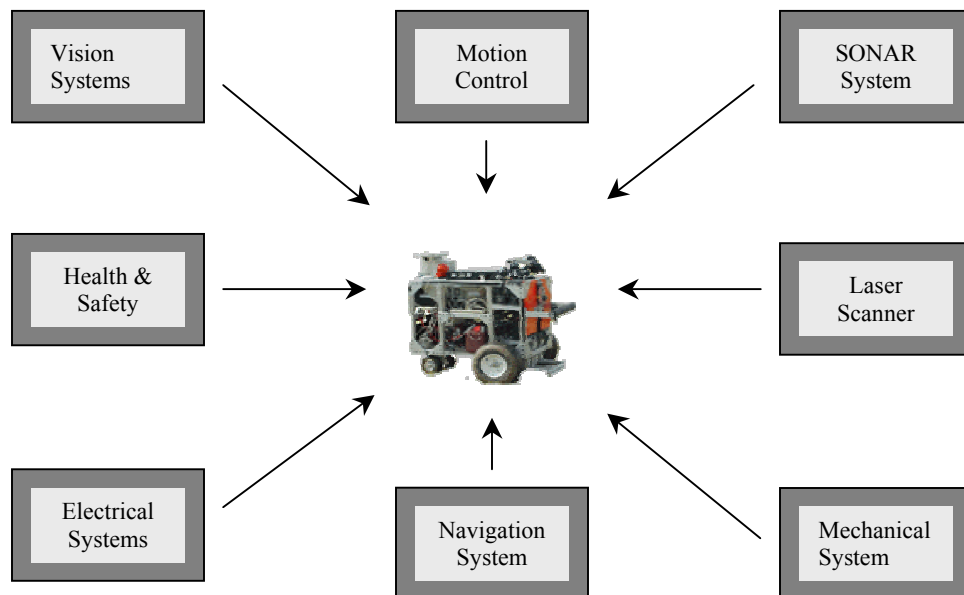 Vision
Systems
Motion
Control
SONAR
System
Health &
Safety
Laser
Scanner
Electrical
Systems
Navigation
System
Mechanical
System